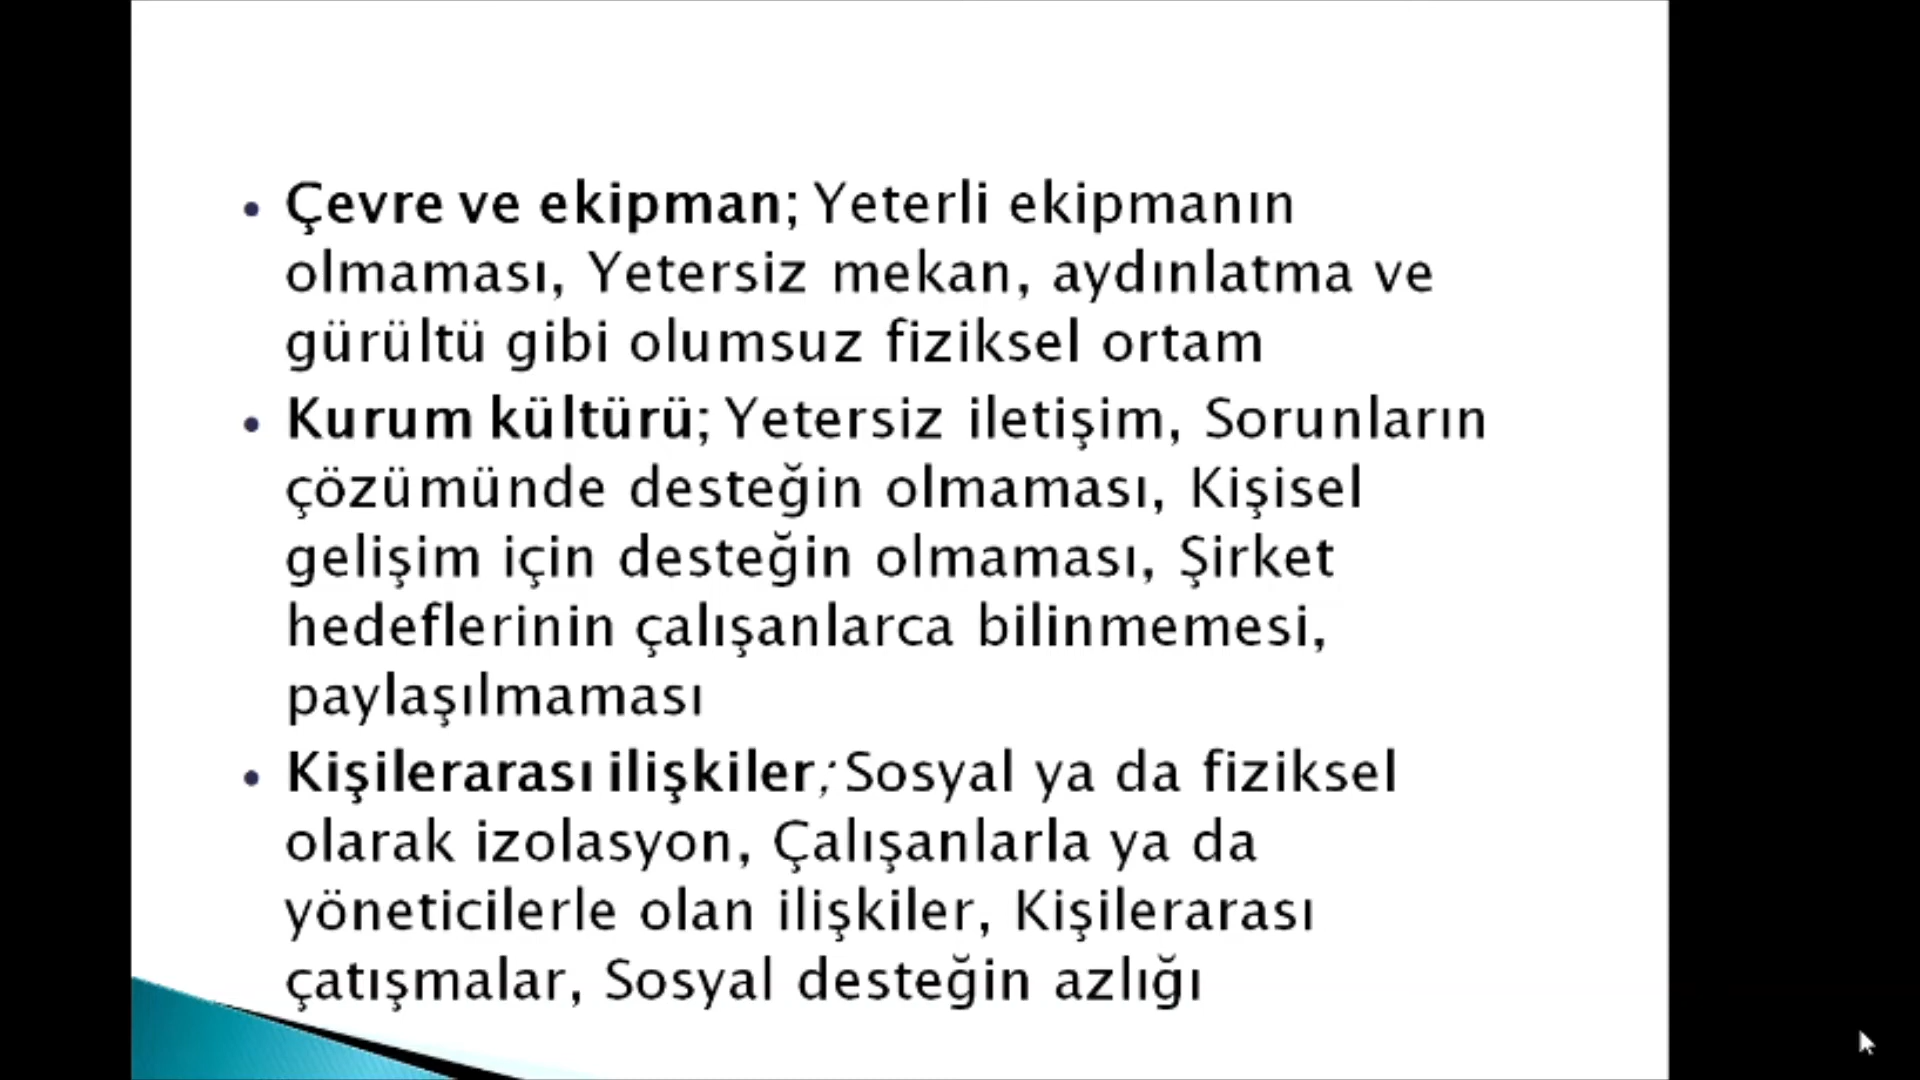 • Çevre ve ekipman; Yeterli ekipmanın
olmaması, Yetersiz mekan, aydınlatma ve
gürültü gibi olumsuz fiziksel ortam
• Kurum kültürü; Yetersiz iletişim, Sorunların
çözümünde desteğin olmaması, Kişisel
gelişim için desteğin olmaması, Şirket
hedeflerinin çalışanlarca bilinmemesi,
paylaşılmaması
• Kişilerarası ilişkiler; Sosyal ya da fiziksel
olarak izolasyon, Çalışanlarla ya da
yöneticilerle olan ilişkiler, Kişilerarası
çatışmalar, Sosyal desteğin azlığı